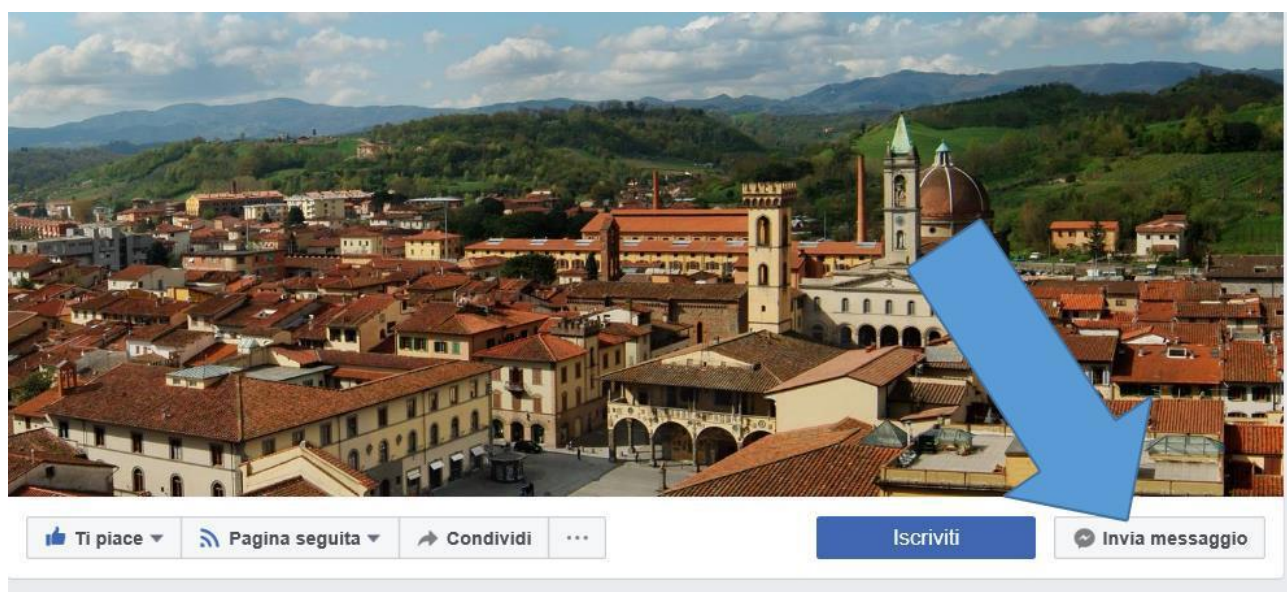 Ti piace
Pagina seguita
Condividi
...
Iscriviti
Invia messaggio